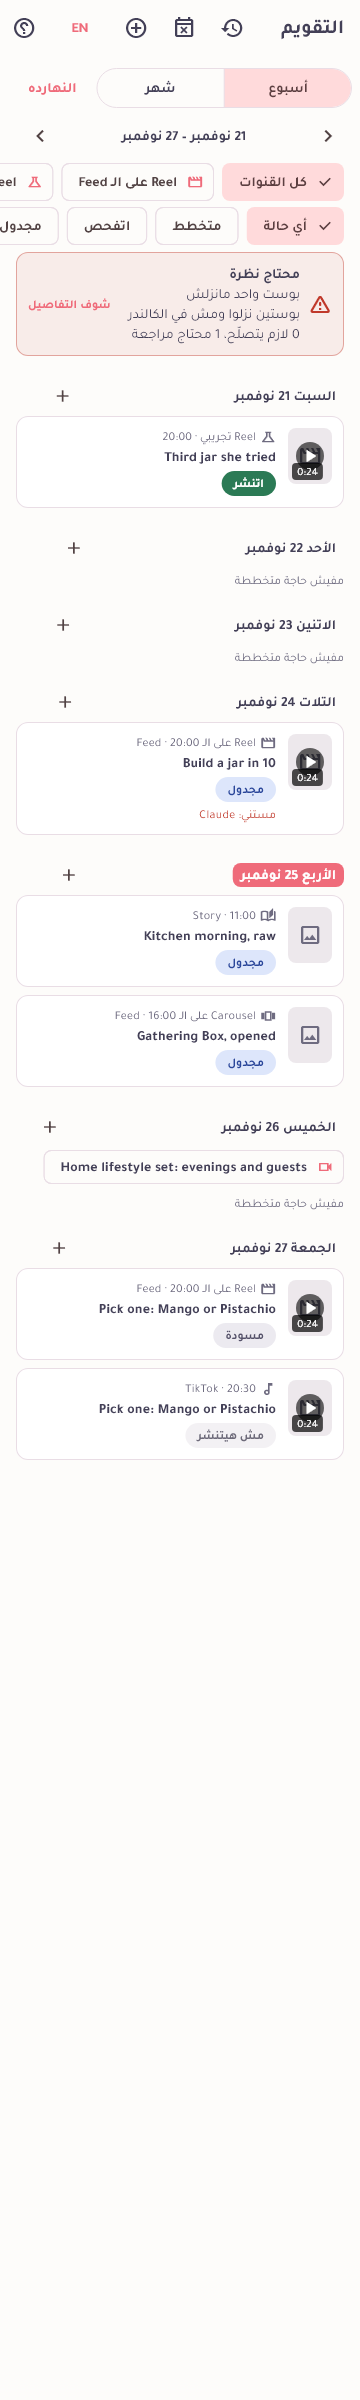 التقويم
EN
أسبوع
شهر
النهارده
21 نوفمبر – 27 نوفمبر
كل القنوات
Reel على الـ Feed
Reel
أي حالة
متخطط
اتفحص
مجدول
محتاج نظرة
بوست واحد مانزلش
بوستين نزلوا ومش في الكالندر
0 لازم يتصلّح، 1 محتاج مراجعة
شوف التفاصيل
السبت 21 نوفمبر
Reel تجريبي · 20:00
Third jar she tried
اتنشر
0:24
الأحد 22 نوفمبر
مفيش حاجة متخططة
الاتنين 23 نوفمبر
مفيش حاجة متخططة
التلات 24 نوفمبر
Reel على الـ Feed · 20:00
Build a jar in 10
مجدول
مستني: Claude
0:24
الأربع 25 نوفمبر
Story · 11:00
Kitchen morning, raw
مجدول
Carousel على الـ Feed · 16:00
Gathering Box, opened
مجدول
الخميس 26 نوفمبر
Home lifestyle set: evenings and guests
مفيش حاجة متخططة
الجمعة 27 نوفمبر
Reel على الـ Feed · 20:00
Pick one: Mango or Pistachio
مسودة
0:24
TikTok · 20:30
Pick one: Mango or Pistachio
مش هيتنشر
0:24